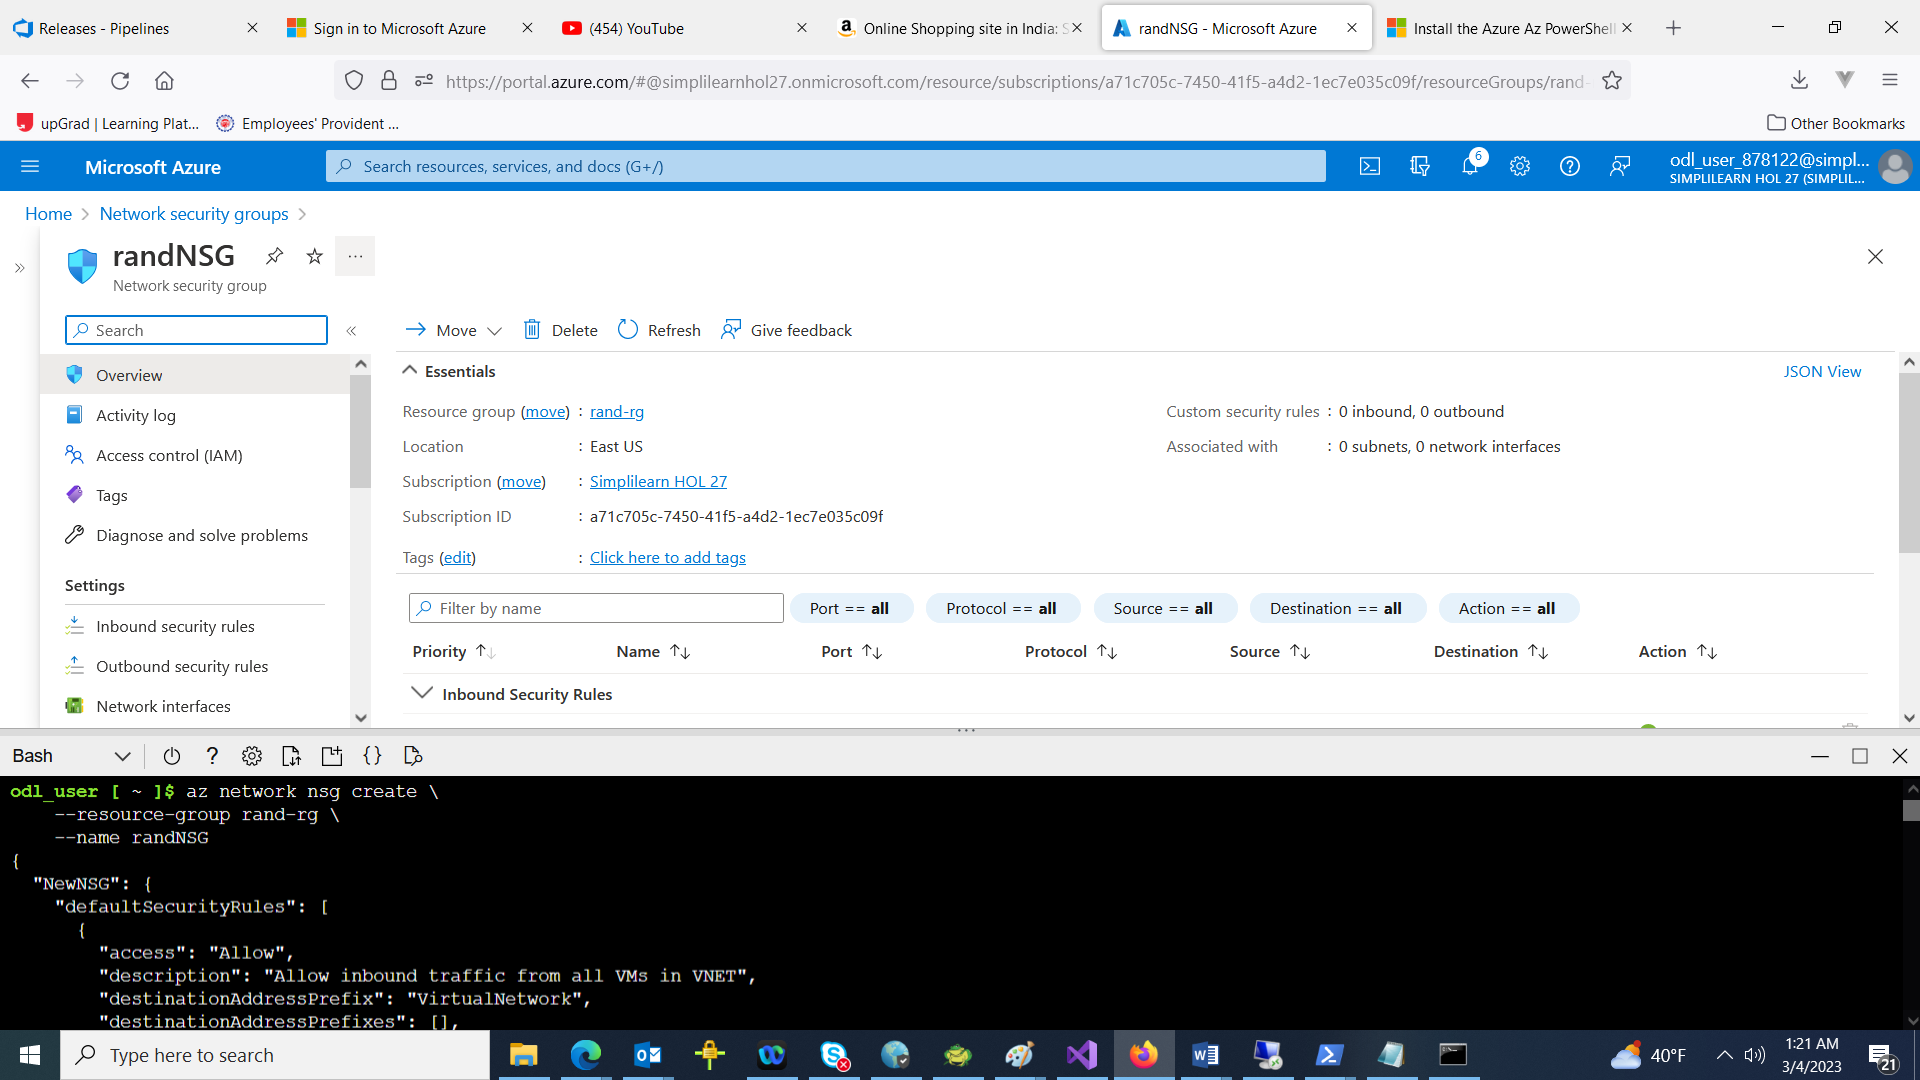 Releases - Pipelines
Sign in to Microsoft Azure
(454) YouTube
Online Shopping site in India: S
randNSG - Microsoft Azure
Install the Azure Az PowerShell
https://portal.azure.com/#@simplilearnhol27.onmicrosoft.com/resource/subscriptions/a71c705c-7450-41f5-a4d2-1ec7e035c09f/resourceGroups/rand-
upGrad | Learning Plat...
Employees' Provident ...
Other Bookmarks
Microsoft Azure
Search resources, services, and docs (G+/)
6
odl_user_878122@simpl...
SIMPLILEARN HOL 27 (SIMPLIL...
Home > Network security groups >
randNSG
Network security group
Search
Move
Delete
Refresh
Give feedback
Overview
Activity log
Access control (IAM)
Tags
Diagnose and solve problems
Settings
Inbound security rules
Outbound security rules
Network interfaces
Essentials
JSON View
Resource group (move) : rand-rg
Location : East US
Subscription (move) : Simplilearn HOL 27
Subscription ID : a71c705c-7450-41f5-a4d2-1ec7e035c09f
Tags (edit) : Click here to add tags
Custom security rules : 0 inbound, 0 outbound
Associated with : 0 subnets, 0 network interfaces
Filter by name
Port == all
Protocol == all
Source == all
Destination == all
Action == all
Priority
Name
Port
Protocol
Source
Destination
Action
Inbound Security Rules
Bash
odl_user [ ~ ]$ az network nsg create \
--resource-group rand-rg \
--name randNSG
{
"NewNSG": {
"defaultSecurityRules": [
{
"access": "Allow",
"description": "Allow inbound traffic from all VMs in VNET",
"destinationAddressPrefix": "VirtualNetwork",
"destinationAddressPrefixes": [],
Type here to search
40°F
1:21 AM
3/4/2023
21